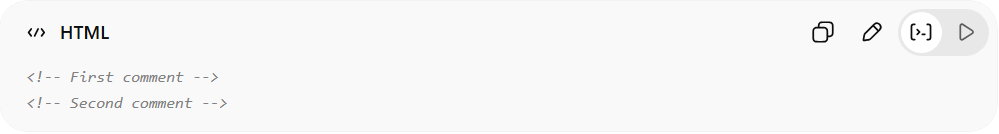 HTML
<!-- First comment -->
<!-- Second comment -->